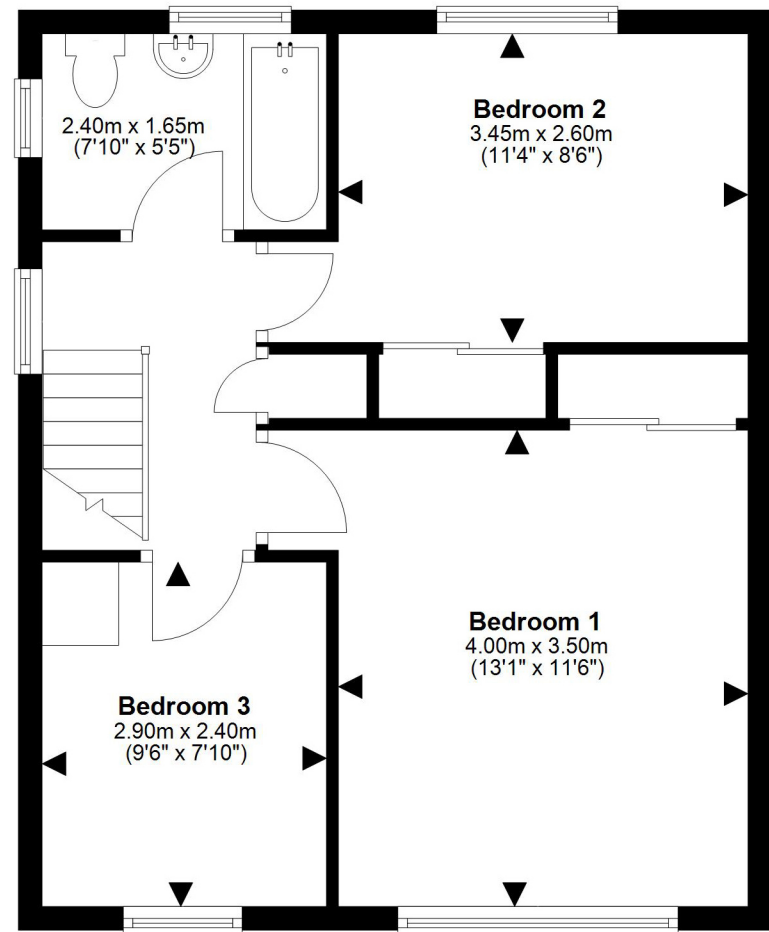 2.40m x 1.65m
(7'10" x 5'5")
Bedroom 2
3.45m x 2.60m
(11'4" x 8'6")
Bedroom 1
4.00m x 3.50m
(13'1" x 11'6")
Bedroom 3
2.90m x 2.40m
(9'6" x 7'10")